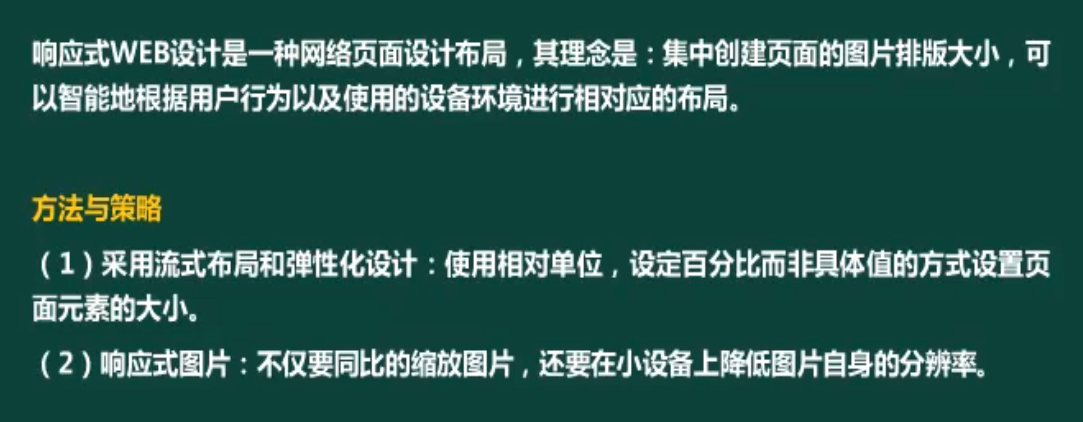 响应式WEB设计是一种网络页面设计布局，其理念是：集中创建页面的图片排版大小，可
以智能地根据用户行为以及使用的设备环境进行相对应的布局。
方法与策略
（1）采用流式布局和弹性化设计：使用相对单位，设定百分比而非具体值的方式设置页
面元素的大小。
（2）响应式图片：不仅要同比的缩放图片，还要在小设备上降低图片自身的分辨率。